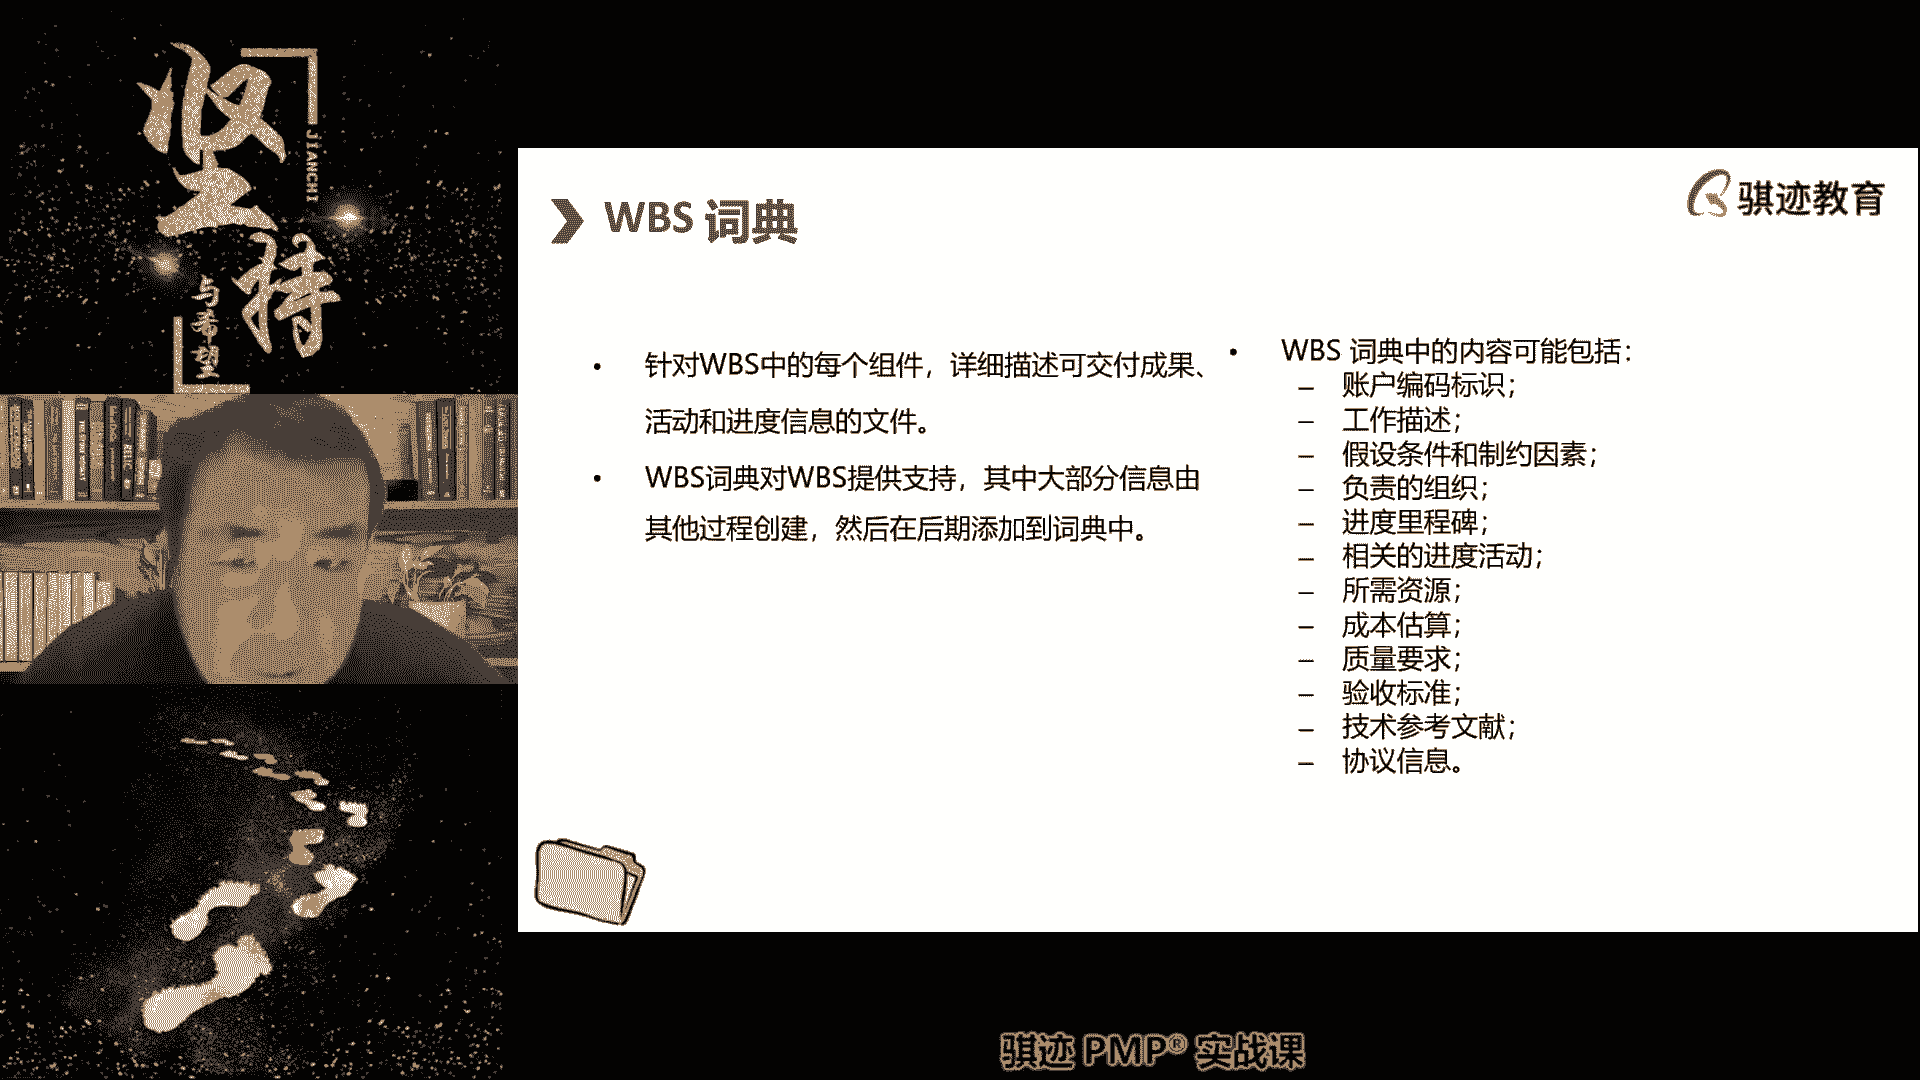 坚持
JIANCHI
与希望
骐迹教育
WBS 词典
• 针对WBS中的每个组件，详细描述可交付成果、
活动和进度信息的文件。
• WBS词典对WBS提供支持，其中大部分信息由
其他过程创建，然后在后期添加到词典中。
• WBS 词典中的内容可能包括：
– 账户编码标识；
– 工作描述；
– 假设条件和制约因素；
– 负责的组织；
– 进度里程碑；
– 相关的进度活动；
– 所需资源；
– 成本估算；
– 质量要求；
– 验收标准；
– 技术参考文献；
– 协议信息。
骐迹 PMP® 实战课